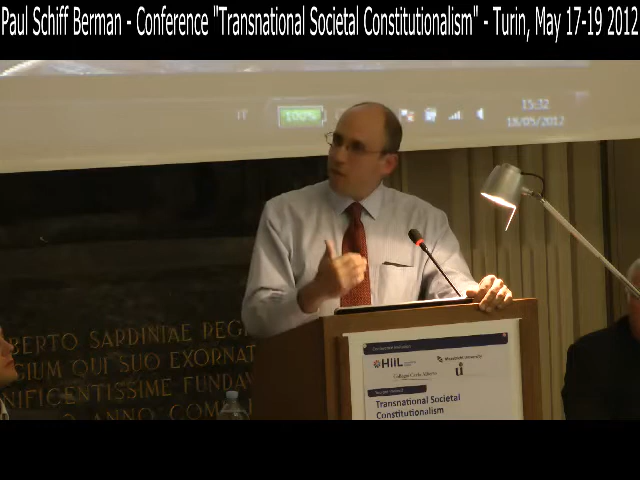 Paul Schiff Berman - Conference "Transnational Societal Constitutionalism" - Turin, May 17-19 2012
IT
100%
15:32
18/05/2012
BERTO SARDINIAE REG
GIUM QUI SUO EXORNAT
NIFICENTISSIME FUNDA
ANNO
HiiL
Maastricht University
Collegio Carlo Alberto
Transnational Societal
Constitutionalism